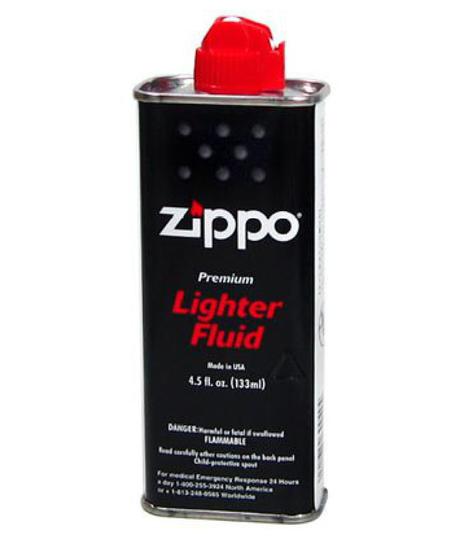 zippo®
Premium
Lighter
Fluid
Made in USA
4.5 fl. oz. (133ml)
DANGER: Harmful or fatal if swallowed
FLAMMABLE
Read carefully other cautions on the back panel
Child-protective spout
For medical Emergency Response 24 Hours
a day 1-800-255-3924 North America
or + 1-813-248-0585 Worldwide